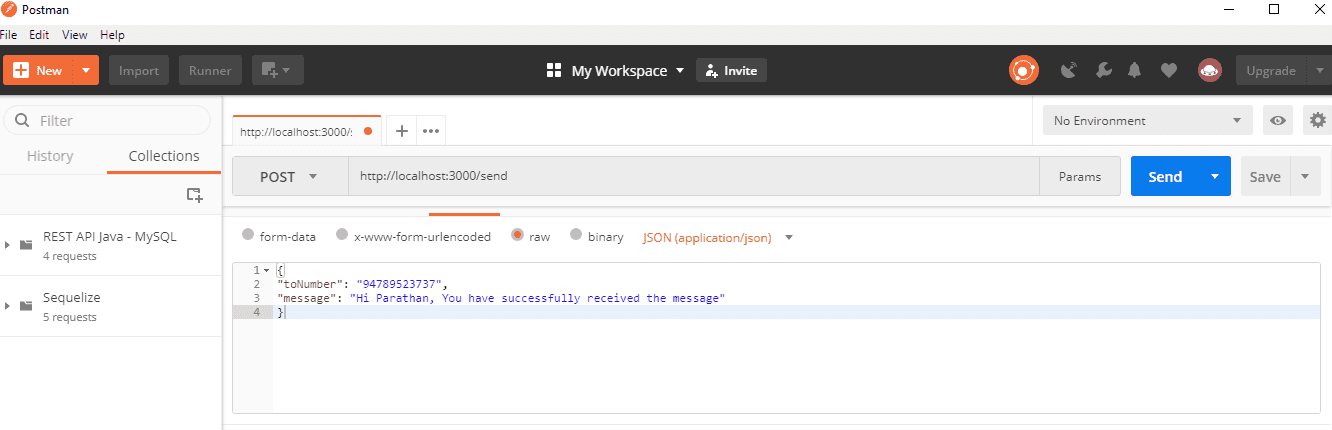 Postman
File Edit View Help
New Import Runner My Workspace Invite Upgrade
Filter
History Collections
REST API Java - MySQL
4 requests
Sequelize
5 requests
http://localhost:3000/s
No Environment
POST http://localhost:3000/send Params Send Save
form-data x-www-form-urlencoded raw binary JSON (application/json)
1 {
2 "toNumber": "94789523737",
3 "message": "Hi Parathan, You have successfully received the message"
4 }